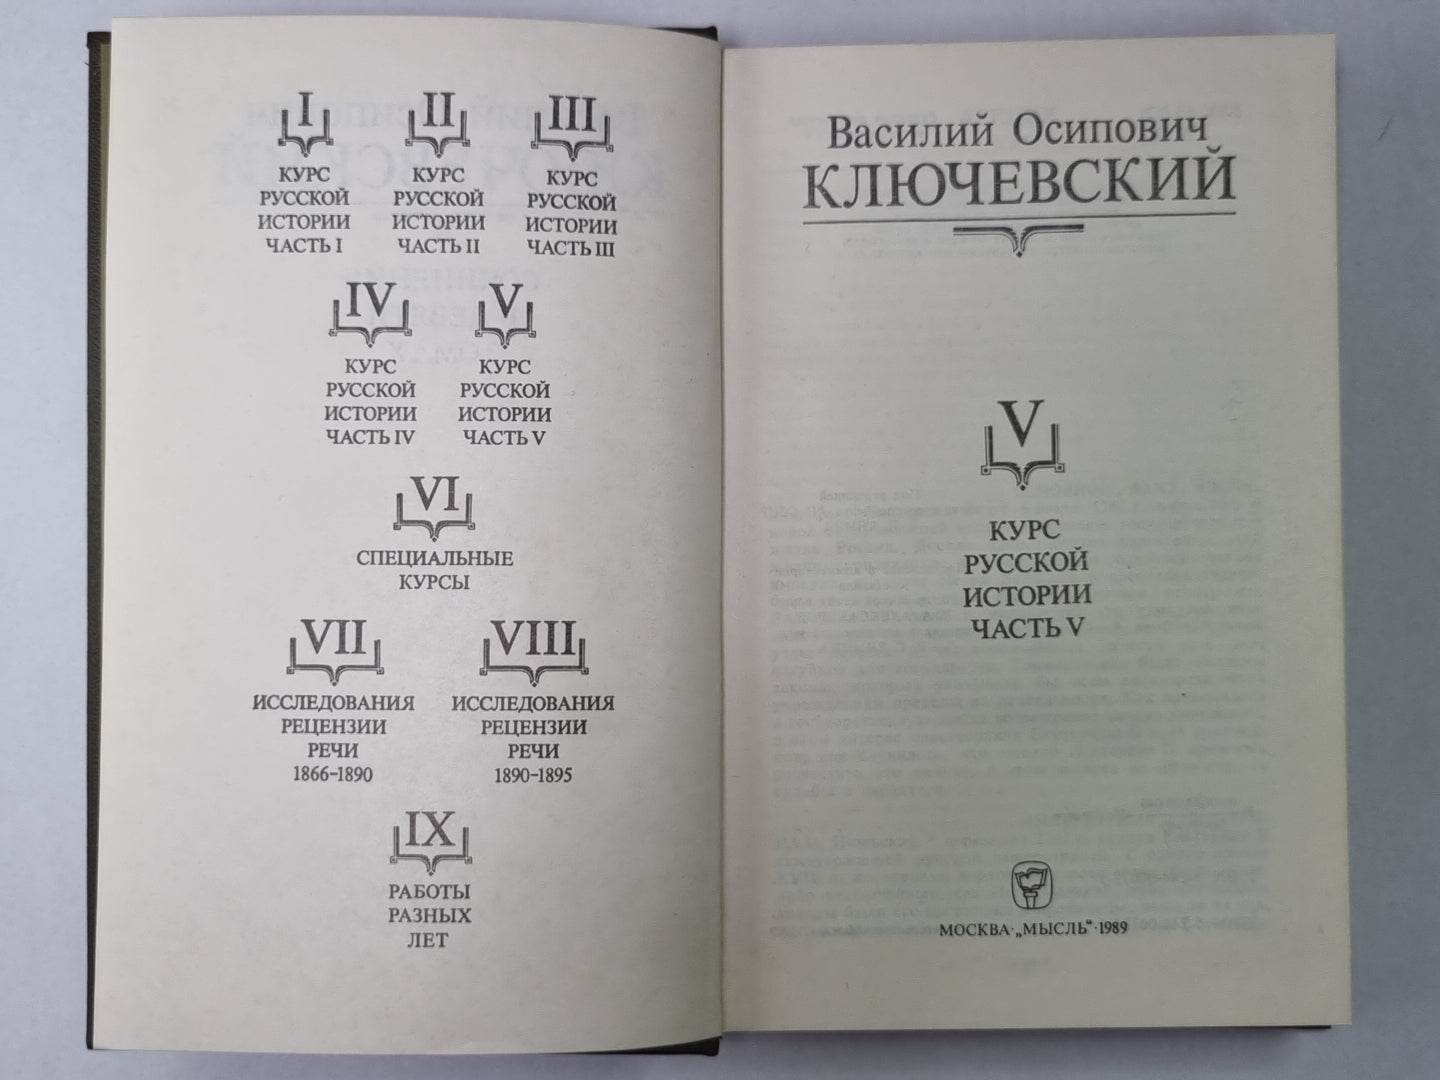 I II III
КУРС КУРС КУРС
РУССКОЙ РУССКОЙ РУССКОЙ
ИСТОРИИ ИСТОРИИ ИСТОРИИ
ЧАСТЬ I ЧАСТЬ II ЧАСТЬ III
IV V
КУРС КУРС
РУССКОЙ РУССКОЙ
ИСТОРИИ ИСТОРИИ
ЧАСТЬ IV ЧАСТЬ V
VI
СПЕЦИАЛЬНЫЕ
КУРСЫ
VII VIII
ИССЛЕДОВАНИЯ ИССЛЕДОВАНИЯ
РЕЦЕНЗИИ РЕЦЕНЗИИ
РЕЧИ РЕЧИ
1866–1890 1890–1895
IX
РАБОТЫ
РАЗНЫХ
ЛЕТ
Василий Осипович
КЛЮЧЕВСКИЙ
V
КУРС
РУССКОЙ
ИСТОРИИ
ЧАСТЬ V
МОСКВА·„МЫСЛЬ“·1989